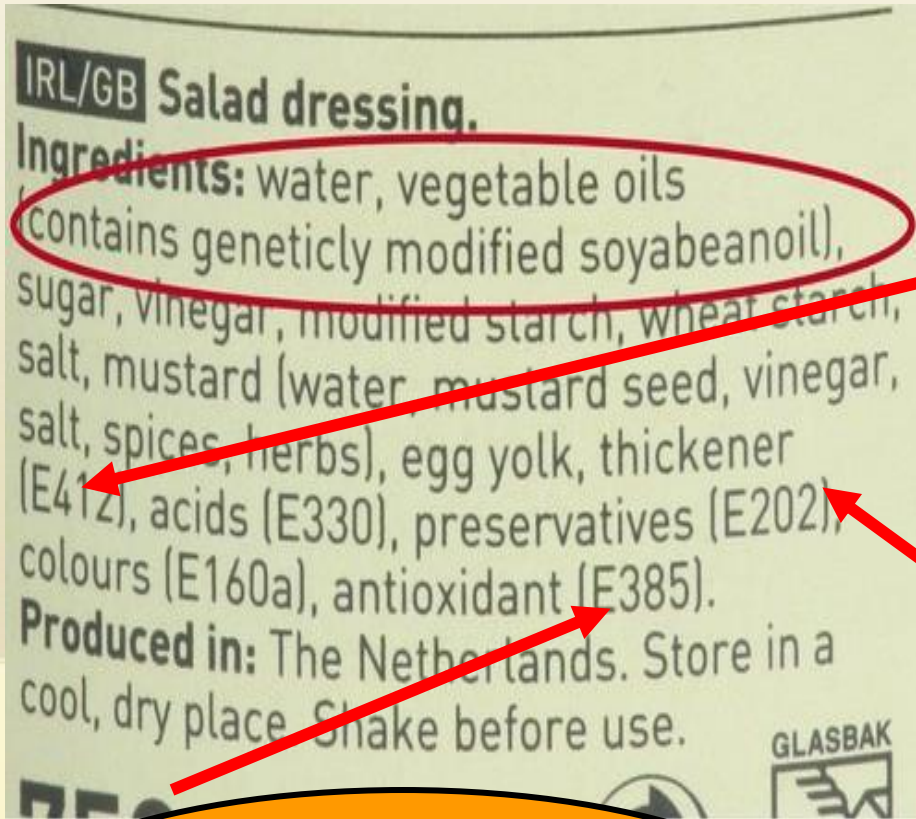 IRL/GB Salad dressing.
Ingredients: water, vegetable oils
(contains geneticly modified soyabeanoil),
sugar, vinegar, modified starch, wheat starch,
salt, mustard (water, mustard seed, vinegar,
salt, spices, herbs), egg yolk, thickener
(E412), acids (E330), preservatives (E202),
colours (E160a), antioxidant (E385).
Produced in: The Netherlands. Store in a
cool, dry place. Shake before use.
GLASBAK